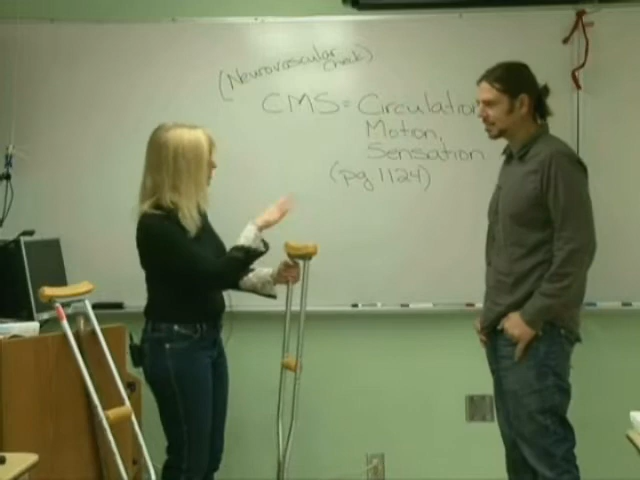 (Neurovascular
check)
CMS = Circulation
Motion,
Sensation
(pg 1124)